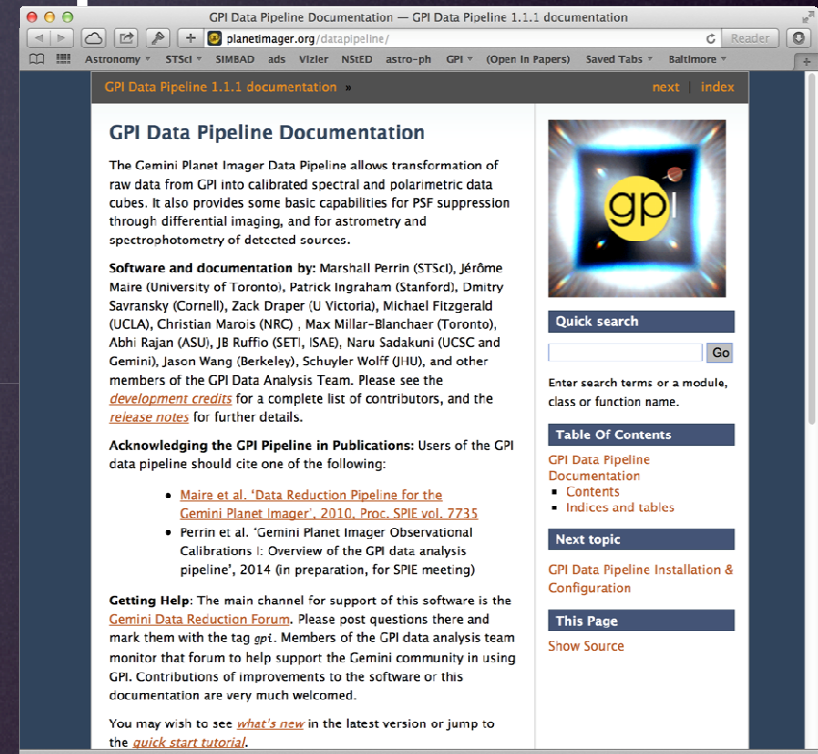 GPI Data Pipeline Documentation — GPI Data Pipeline 1.1.1 documentation
planetimager.org/datapipeline/
Reader
Astronomy STScI SIMBAD ads Vizier NStED astro-ph GPI (Open In Papers) Saved Tabs Baltimore
GPI Data Pipeline 1.1.1 documentation »
next | index
GPI Data Pipeline Documentation
The Gemini Planet Imager Data Pipeline allows transformation of
raw data from GPI into calibrated spectral and polarimetric data
cubes. It also provides some basic capabilities for PSF suppression
through differential imaging, and for astrometry and
spectrophotometry of detected sources.
Software and documentation by: Marshall Perrin (STScI), Jérôme
Maire (University of Toronto), Patrick Ingraham (Stanford), Dmitry
Savransky (Cornell), Zack Draper (U Victoria), Michael Fitzgerald
(UCLA), Christian Marois (NRC) , Max Millar-Blanchaer (Toronto),
Abhi Rajan (ASU), JB Ruffio (SETI, ISAE), Naru Sadakuni (UCSC and
Gemini), Jason Wang (Berkeley), Schuyler Wolff (JHU), and other
members of the GPI Data Analysis Team. Please see the
development credits for a complete list of contributors, and the
release notes for further details.
Acknowledging the GPI Pipeline in Publications: Users of the GPI
data pipeline should cite one of the following:
• Maire et al. ‘Data Reduction Pipeline for the
Gemini Planet Imager’, 2010, Proc. SPIE vol. 7735
• Perrin et al. ‘Gemini Planet Imager Observational
Calibrations I: Overview of the GPI data analysis
pipeline’, 2014 (in preparation, for SPIE meeting)
Getting Help: The main channel for support of this software is the
Gemini Data Reduction Forum. Please post questions there and
mark them with the tag gpi. Members of the GPI data analysis team
monitor that forum to help support the Gemini community in using
GPI. Contributions of improvements to the software or this
documentation are very much welcomed.
You may wish to see what's new in the latest version or jump to
the quick start tutorial.
gpi
Quick search
Go
Enter search terms or a module,
class or function name.
Table Of Contents
GPI Data Pipeline
Documentation
▪ Contents
▪ Indices and tables
Next topic
GPI Data Pipeline Installation &
Configuration
This Page
Show Source